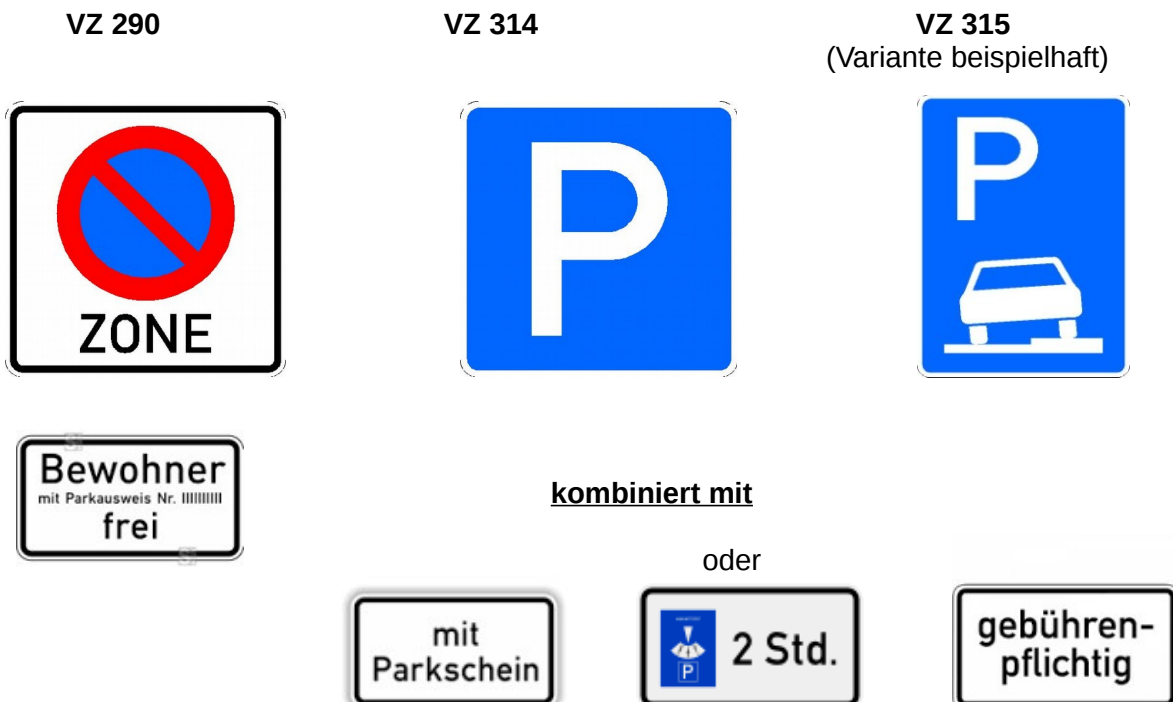 VZ 290
VZ 314
VZ 315
(Variante beispielhaft)
P
P
ZONE
Bewohner
mit Parkausweis Nr. IIIIIIIIII
frei
kombiniert mit
oder
mit
Parkschein
P
2 Std.
gebühren-
pflichtig